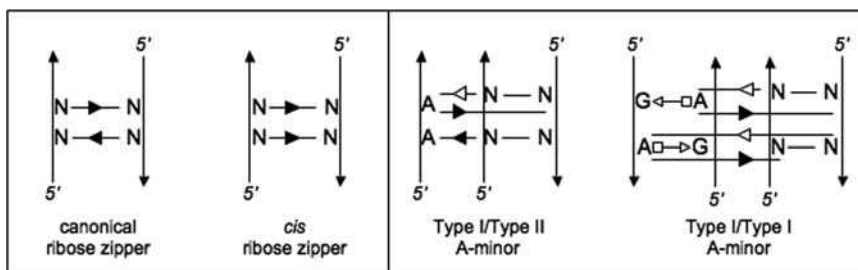 5' 5' 5' 5'
N N N N A N N G A N N
N N N N A N N A G N N
5' 5' 5' 5' 5' 5'
canonical
ribose zipper
cis
ribose zipper
Type I/Type II
A-minor
Type I/Type I
A-minor